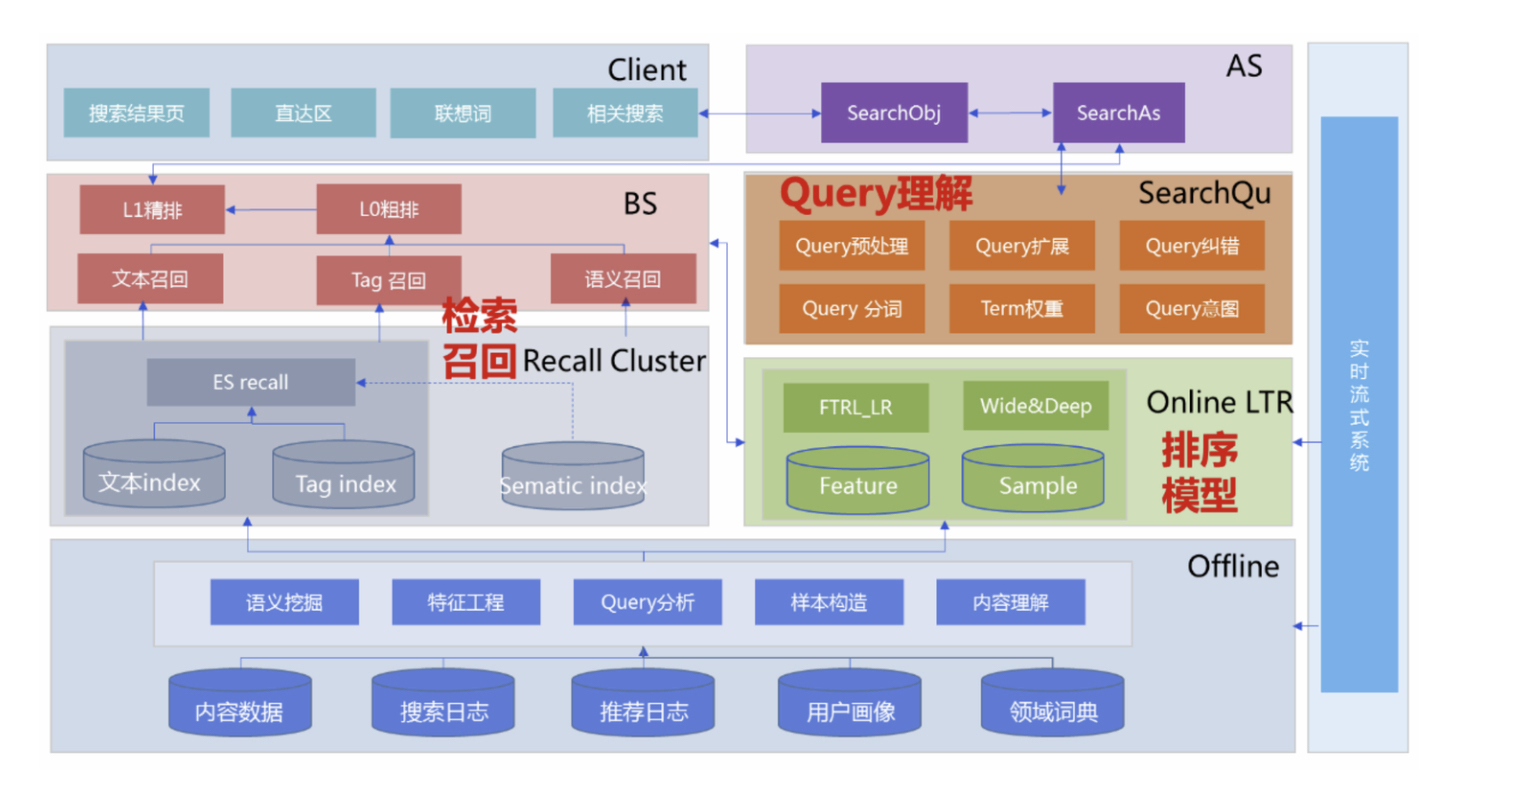 Client
搜索结果页
直达区
联想词
相关搜索
AS
SearchObj
SearchAs
BS
L1精排
L0粗排
文本召回
Tag 召回
语义召回
检索
召回
Query理解
SearchQu
Query预处理
Query扩展
Query纠错
Query 分词
Term权重
Query意图
Recall Cluster
ES recall
文本index
Tag index
Sematic index
Online LTR
FTRL_LR
Wide&Deep
Feature
Sample
排序
模型
Offline
语义挖掘
特征工程
Query分析
样本构造
内容理解
内容数据
搜索日志
推荐日志
用户画像
领域词典
实时流式系统